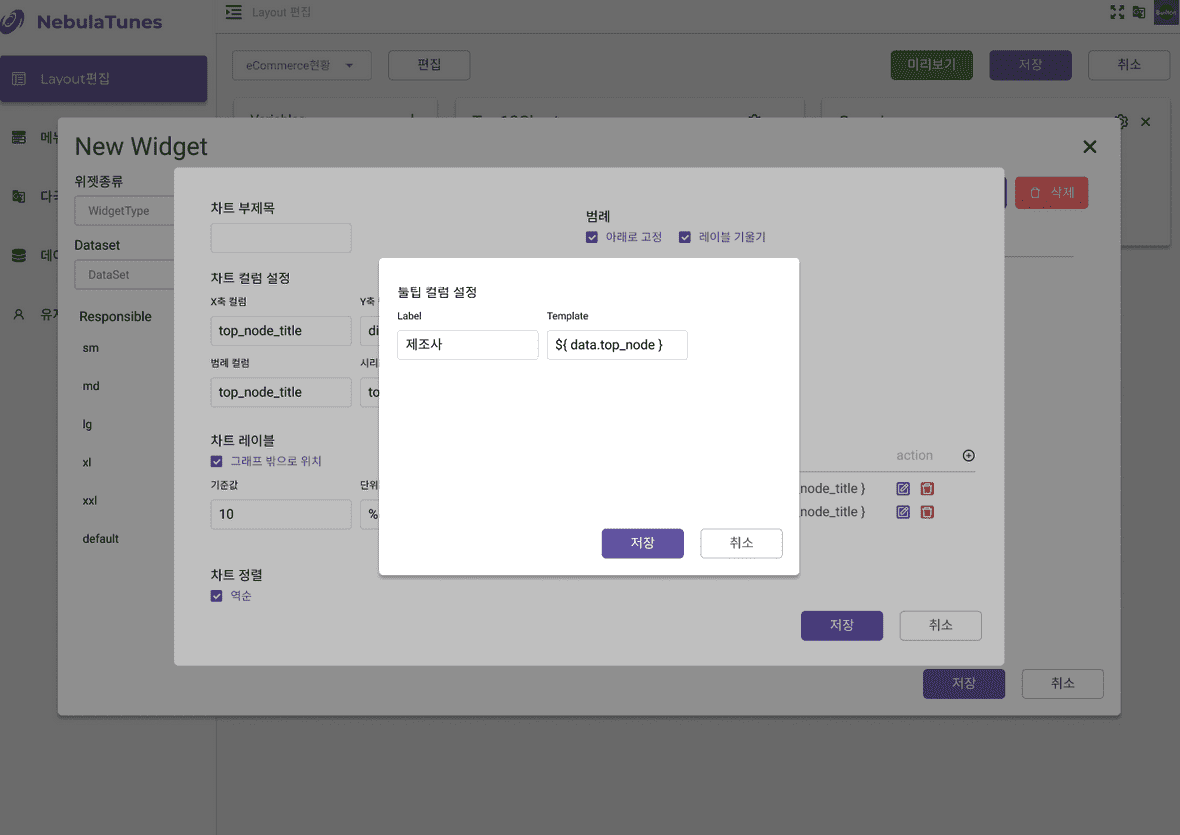 NebulaTunes
Layout 편집
Layout편집
eCommerce현황
편집
미리보기
저장
취소
New Widget
위젯종류
WidgetType
삭제
Dataset
DataSet
Responsible
sm
md
lg
xl
xxl
default
차트 부제목
범례
아래로 고정
레이블 기울기
차트 컬럼 설정
X축 컬럼
Y축
top_node_title
di
범례 컬럼
시리
top_node_title
to
차트 레이블
그래프 밖으로 위치
기준값
단위
10
%
차트 정렬
역순
action
node_title }
node_title }
저장
취소
저장
취소
툴팁 컬럼 설정
Label
Template
제조사
${ data.top_node }
저장
취소